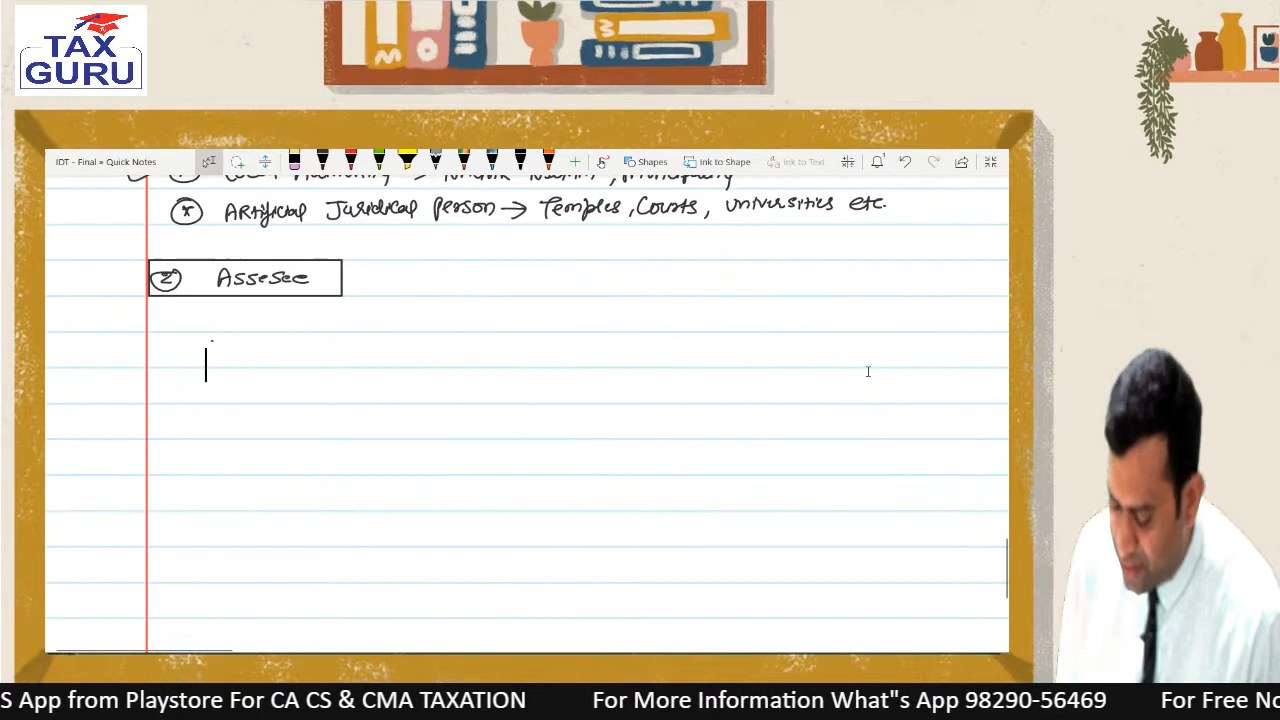 TAX
GURU
IDT - Final » Quick Notes
Shapes
Ink to Shape
Ink to Text
Artificial Juridical Person → Temples, Courts, universities etc.
2 Assesee
S App from Playstore For CA CS & CMA TAXATION For More Information What"s App 98290-56469 For Free No